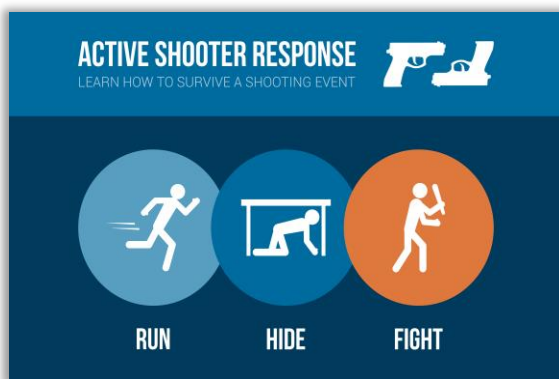 ACTIVE SHOOTER RESPONSE
LEARN HOW TO SURVIVE A SHOOTING EVENT
RUN
HIDE
FIGHT